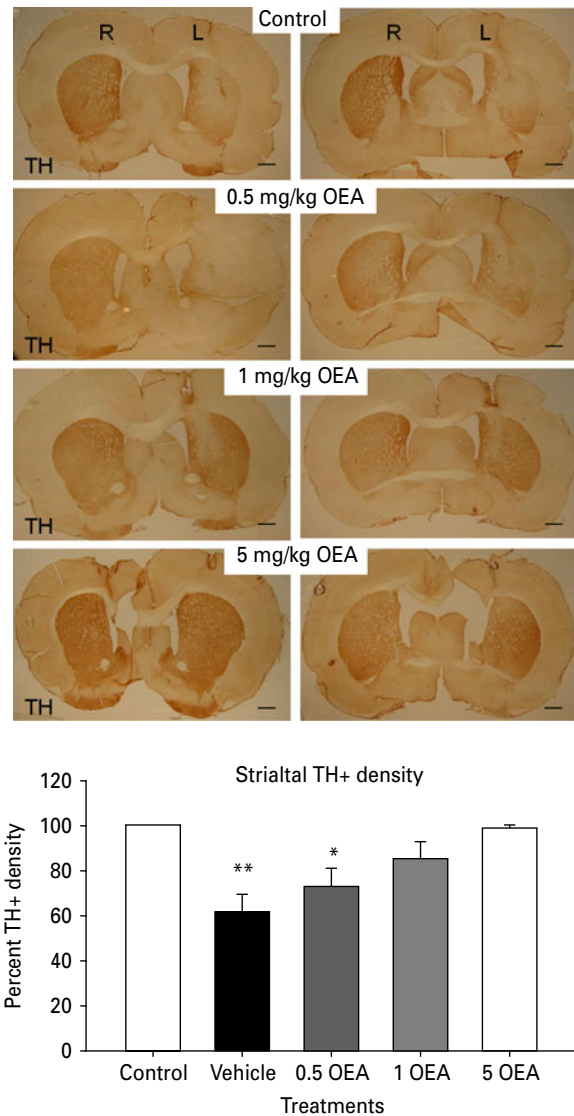 Control
R L
R L
TH
0.5 mg/kg OEA
TH
1 mg/kg OEA
TH
5 mg/kg OEA
TH
Strialtal TH+ density
Percent TH+ density
120
100
80
60
40
20
0
**
*
Control Vehicle 0.5 OEA 1 OEA 5 OEA
Treatments